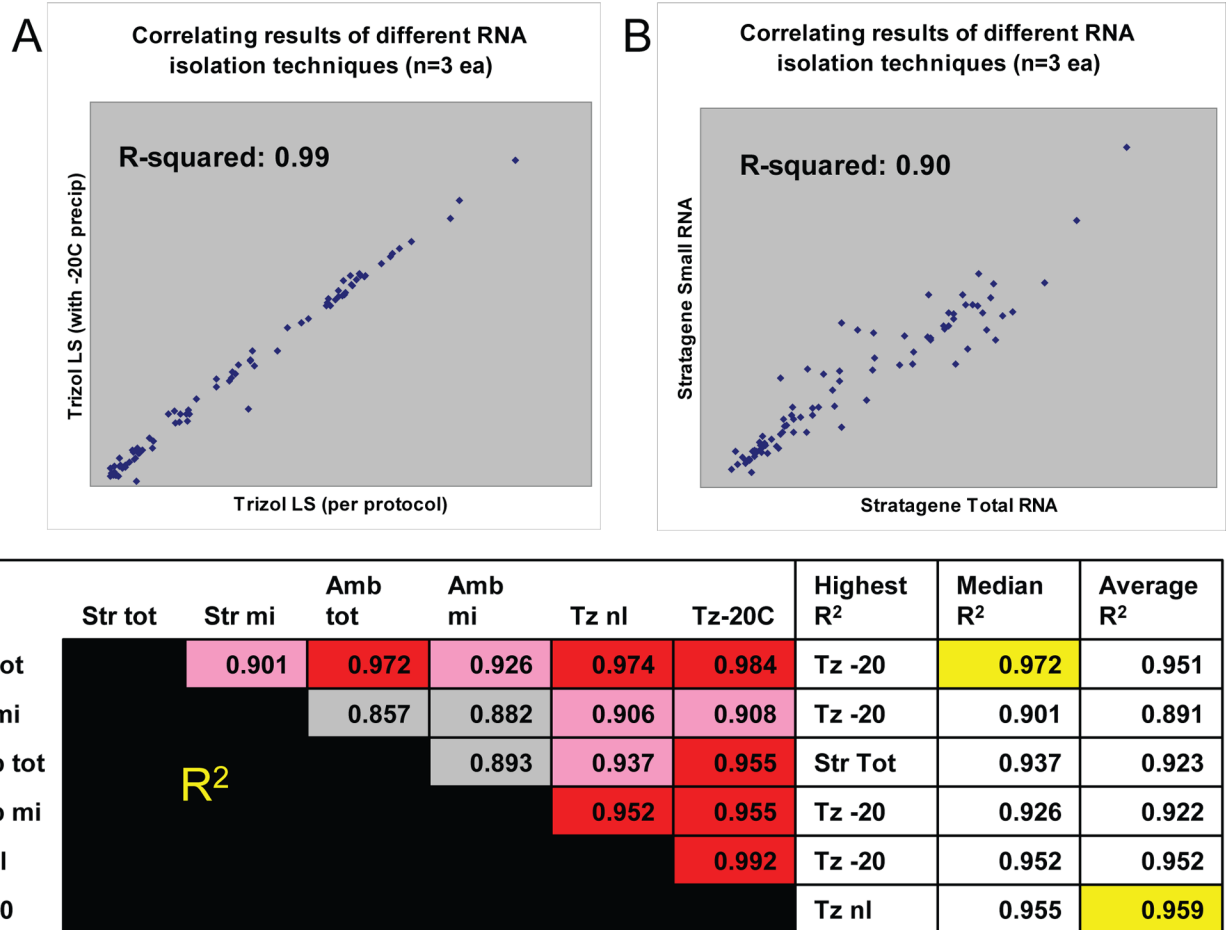 A
Correlating results of different RNA
isolation techniques (n=3 ea)
R-squared: 0.99
Trizol LS (with -20C precip)
Trizol LS (per protocol)
B
Correlating results of different RNA
isolation techniques (n=3 ea)
R-squared: 0.90
Stratagene Small RNA
Stratagene Total RNA
Str tot Str mi Amb tot Amb mi Tz nl Tz-20C Highest R² Median R² Average R²
0.901 0.972 0.926 0.974 0.984 Tz -20 0.972 0.951
mi 0.857 0.882 0.906 0.908 Tz -20 0.901 0.891
tot 0.893 0.937 0.955 Str Tot 0.937 0.923
mi 0.952 0.955 Tz -20 0.926 0.922
0.992 Tz -20 0.952 0.952
0 Tz nl 0.955 0.959
R²